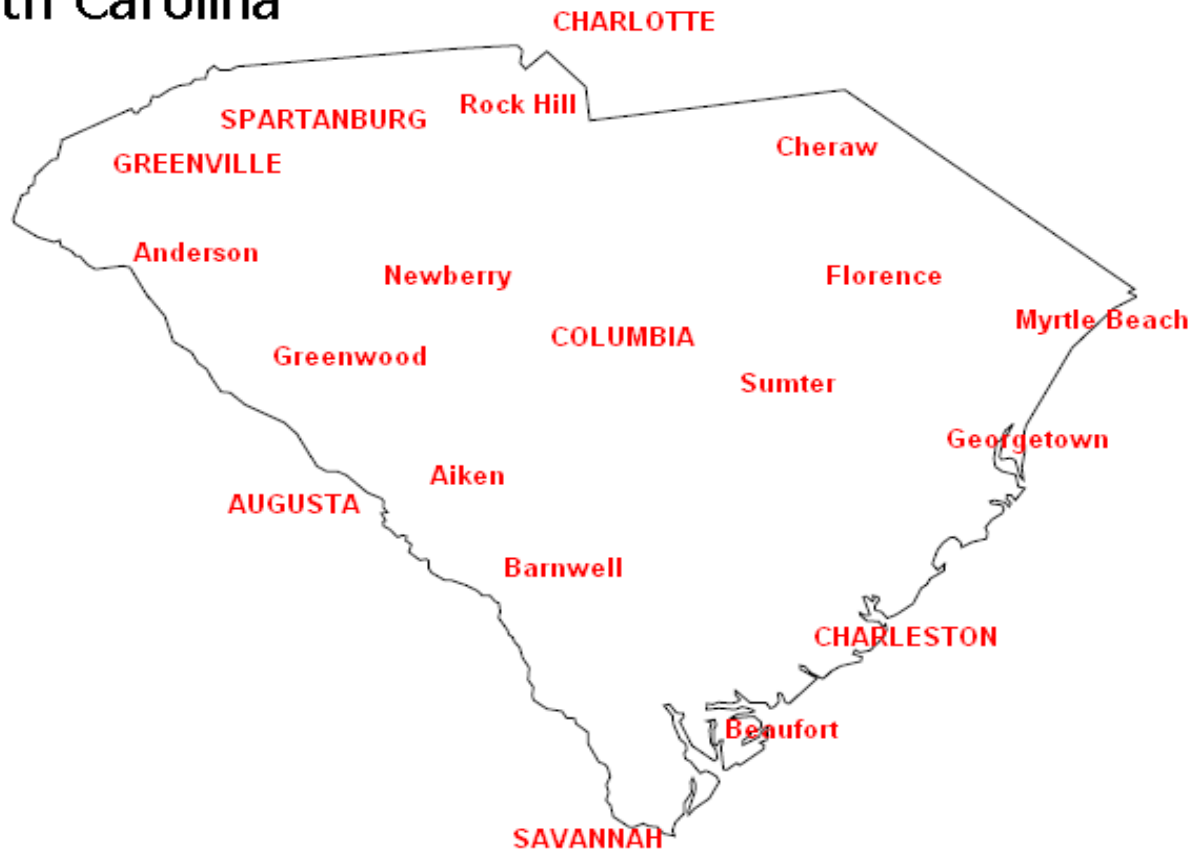 th Carolina
CHARLOTTE
Rock Hill
SPARTANBURG
Cheraw
GREENVILLE
Anderson
Newberry
Florence
Myrtle Beach
COLUMBIA
Greenwood
Sumter
Georgetown
Aiken
AUGUSTA
Barnwell
CHARLESTON
Beaufort
SAVANNAH